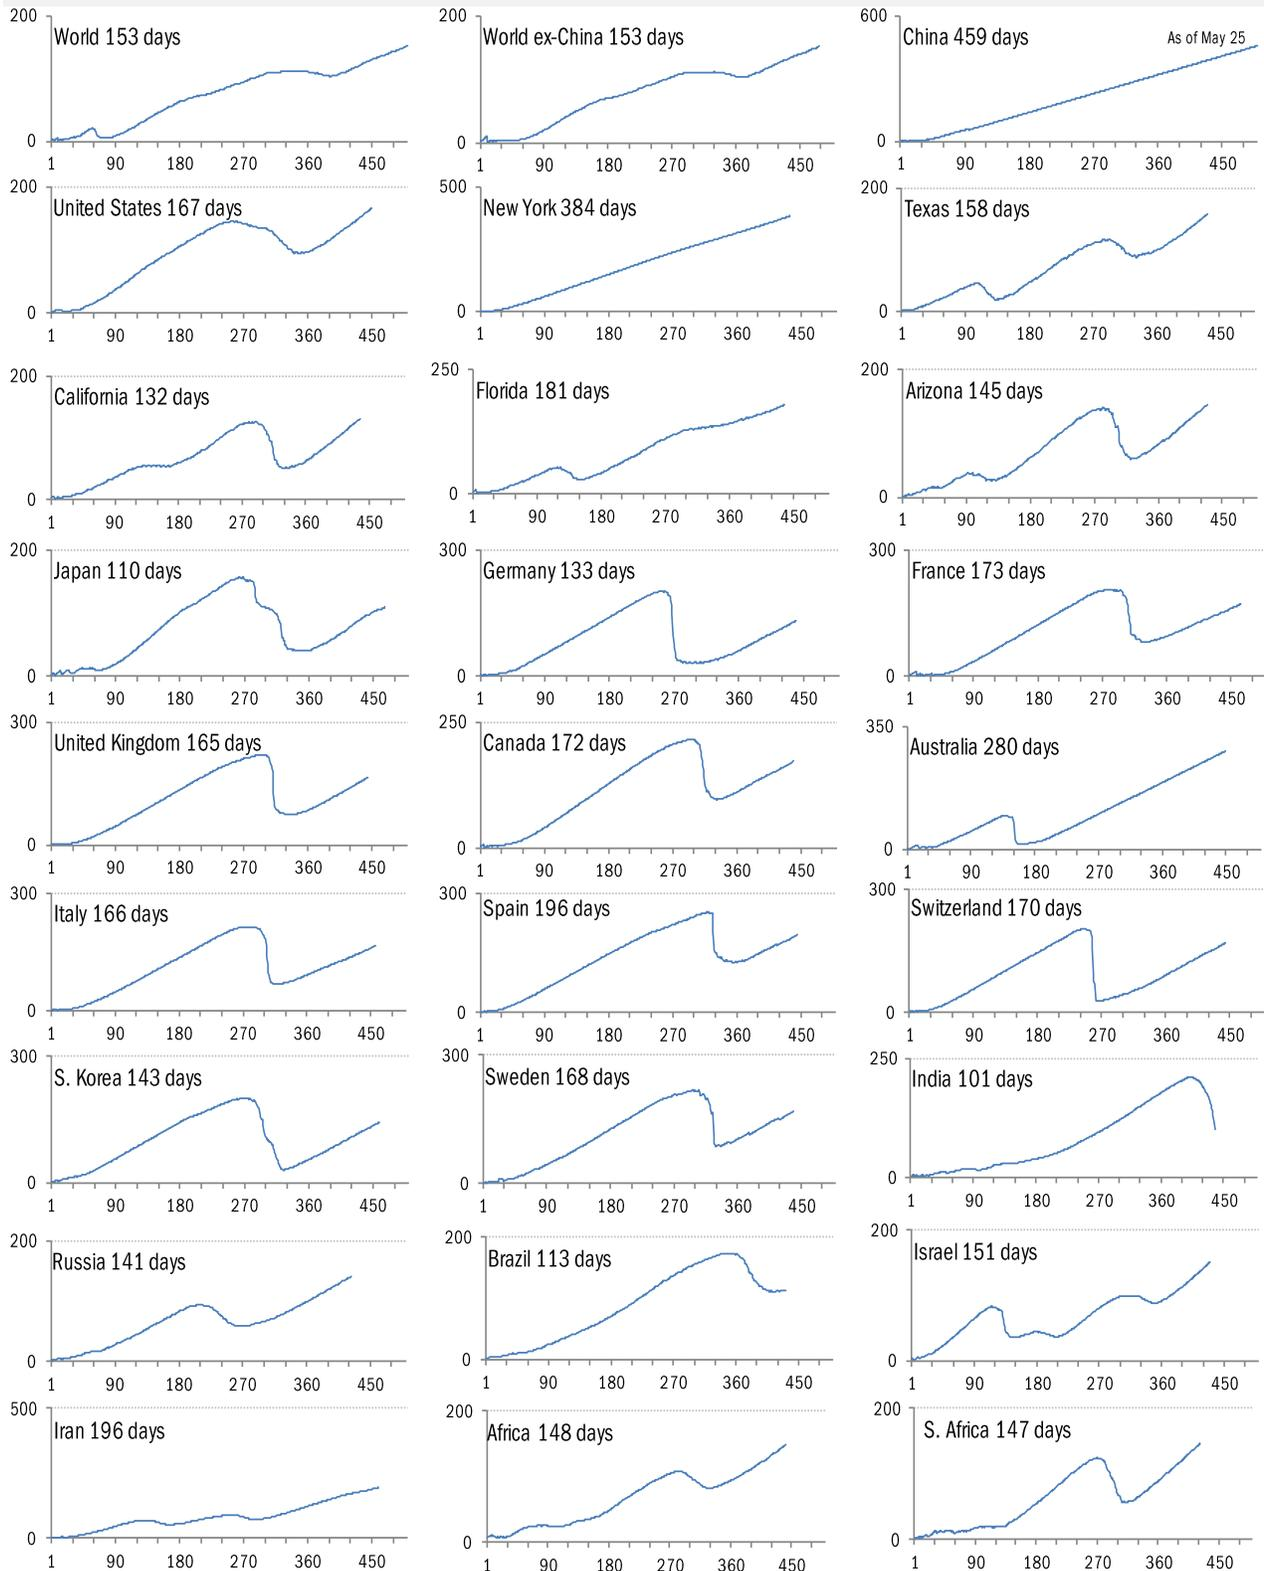 200 200 600
World 153 days World ex-China 153 days China 459 days As of May 25
0 0 0
1 90 180 270 360 450 1 90 180 270 360 450 1 90 180 270 360 450
200 500 200
United States 167 days New York 384 days Texas 158 days
0 0 0
1 90 180 270 360 450 1 90 180 270 360 450 1 90 180 270 360 450
200 250 200
California 132 days Florida 181 days Arizona 145 days
0 0 0
1 90 180 270 360 450 1 90 180 270 360 450 1 90 180 270 360 450
200 300 300
Japan 110 days Germany 133 days France 173 days
0 0 0
1 90 180 270 360 450 1 90 180 270 360 450 1 90 180 270 360 450
300 250 350
United Kingdom 165 days Canada 172 days Australia 280 days
0 0 0
1 90 180 270 360 450 1 90 180 270 360 450 1 90 180 270 360 450
300 300 300
Italy 166 days Spain 196 days Switzerland 170 days
0 0 0
1 90 180 270 360 450 1 90 180 270 360 450 1 90 180 270 360 450
300 300 250
S. Korea 143 days Sweden 168 days India 101 days
0 0 0
1 90 180 270 360 450 1 90 180 270 360 450 1 90 180 270 360 450
200 200 200
Russia 141 days Brazil 113 days Israel 151 days
0 0 0
1 90 180 270 360 450 1 90 180 270 360 450 1 90 180 270 360 450
500 200 200
Iran 196 days Africa 148 days S. Africa 147 days
0 0 0
1 90 180 270 360 450 1 90 180 270 360 450 1 90 180 270 360 450